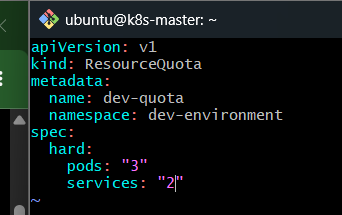 ubuntu@k8s-master: ~
apiVersion: v1
kind: ResourceQuota
metadata:
  name: dev-quota
  namespace: dev-environment
spec:
  hard:
    pods: "3"
    services: "2"
~